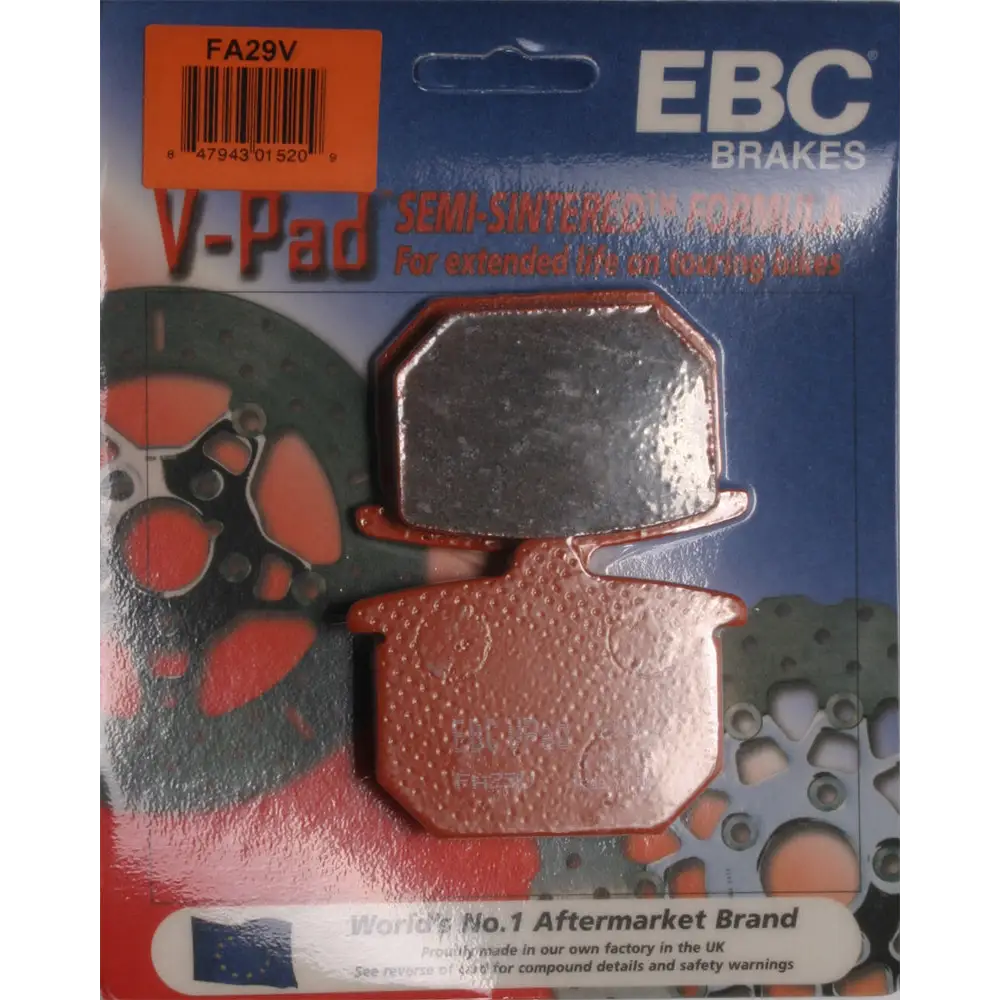 FA29V
8 47943 01520 9
EBC®
BRAKES
V-Pad™
SEMI-SINTERED™ FORMULA
For extended life on touring bikes
EBC V-Pad
World's No.1 Aftermarket Brand
Proudly made in our own factory in the UK
See reverse of card for compound details and safety warnings